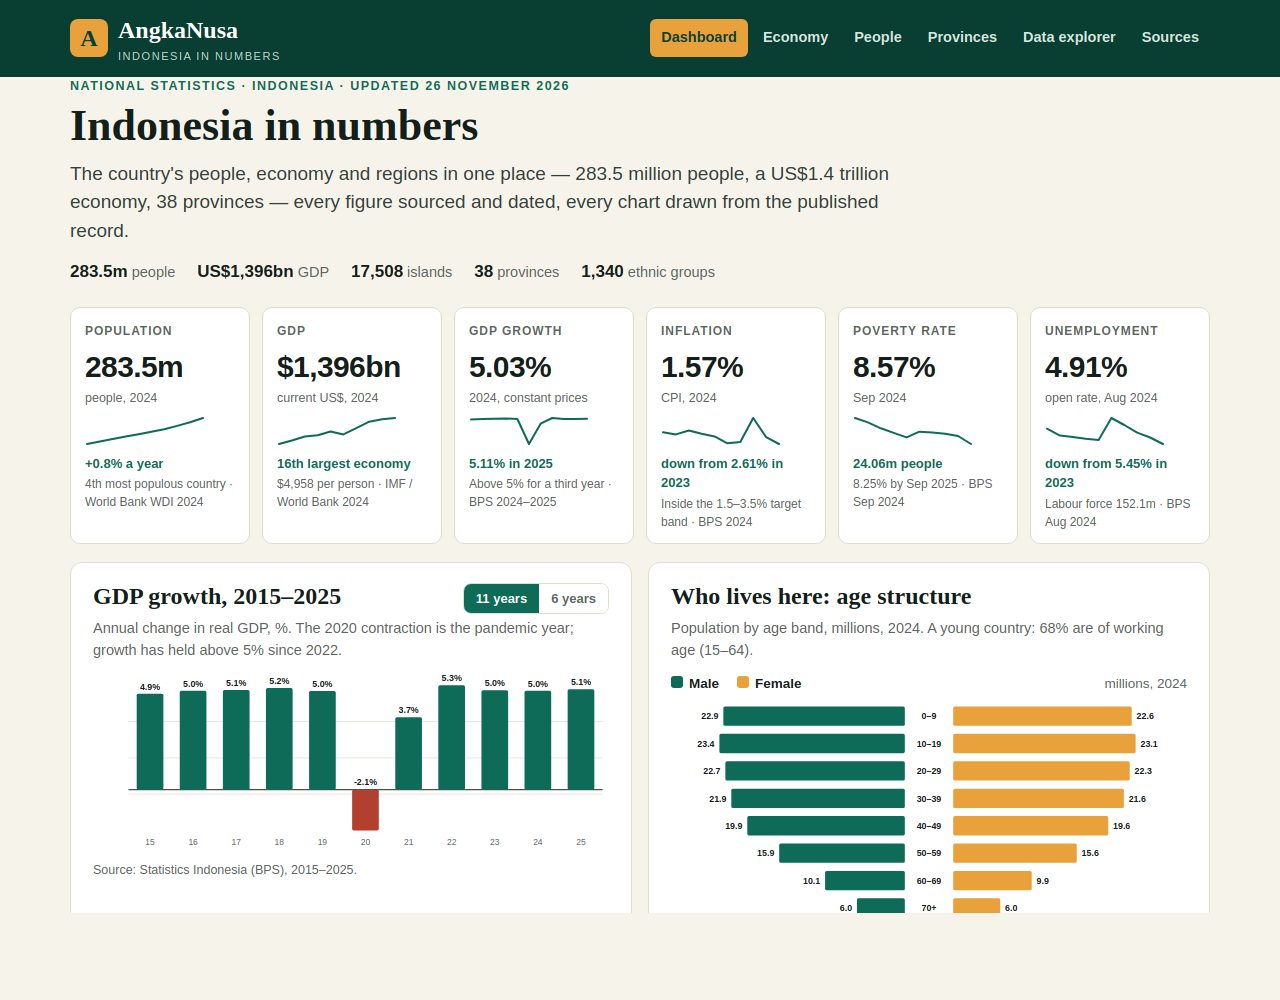 A
AngkaNusa
INDONESIA IN NUMBERS
Dashboard
Economy
People
Provinces
Data explorer
Sources
NATIONAL STATISTICS · INDONESIA · UPDATED 26 NOVEMBER 2026
Indonesia in numbers
The country's people, economy and regions in one place — 283.5 million people, a US$1.4 trillion
economy, 38 provinces — every figure sourced and dated, every chart drawn from the published
record.
283.5m people US$1,396bn GDP 17,508 islands 38 provinces 1,340 ethnic groups
POPULATION
283.5m
people, 2024
+0.8% a year
4th most populous country ·
World Bank WDI 2024
GDP
$1,396bn
current US$, 2024
16th largest economy
$4,958 per person · IMF /
World Bank 2024
GDP GROWTH
5.03%
2024, constant prices
5.11% in 2025
Above 5% for a third year ·
BPS 2024–2025
INFLATION
1.57%
CPI, 2024
down from 2.61% in
2023
Inside the 1.5–3.5% target
band · BPS 2024
POVERTY RATE
8.57%
Sep 2024
24.06m people
8.25% by Sep 2025 · BPS
Sep 2024
UNEMPLOYMENT
4.91%
open rate, Aug 2024
down from 5.45% in
2023
Labour force 152.1m · BPS
Aug 2024
GDP growth, 2015–2025
11 years
6 years
Annual change in real GDP, %. The 2020 contraction is the pandemic year;
growth has held above 5% since 2022.
4.9% 5.0% 5.1% 5.2% 5.0% -2.1% 3.7% 5.3% 5.0% 5.0% 5.1%
15 16 17 18 19 20 21 22 23 24 25
Source: Statistics Indonesia (BPS), 2015–2025.
Who lives here: age structure
Population by age band, millions, 2024. A young country: 68% are of working
age (15–64).
Male Female millions, 2024
22.9 0–9 22.6
23.4 10–19 23.1
22.7 20–29 22.3
21.9 30–39 21.6
19.9 40–49 19.6
15.9 50–59 15.6
10.1 60–69 9.9
6.0 70+ 6.0